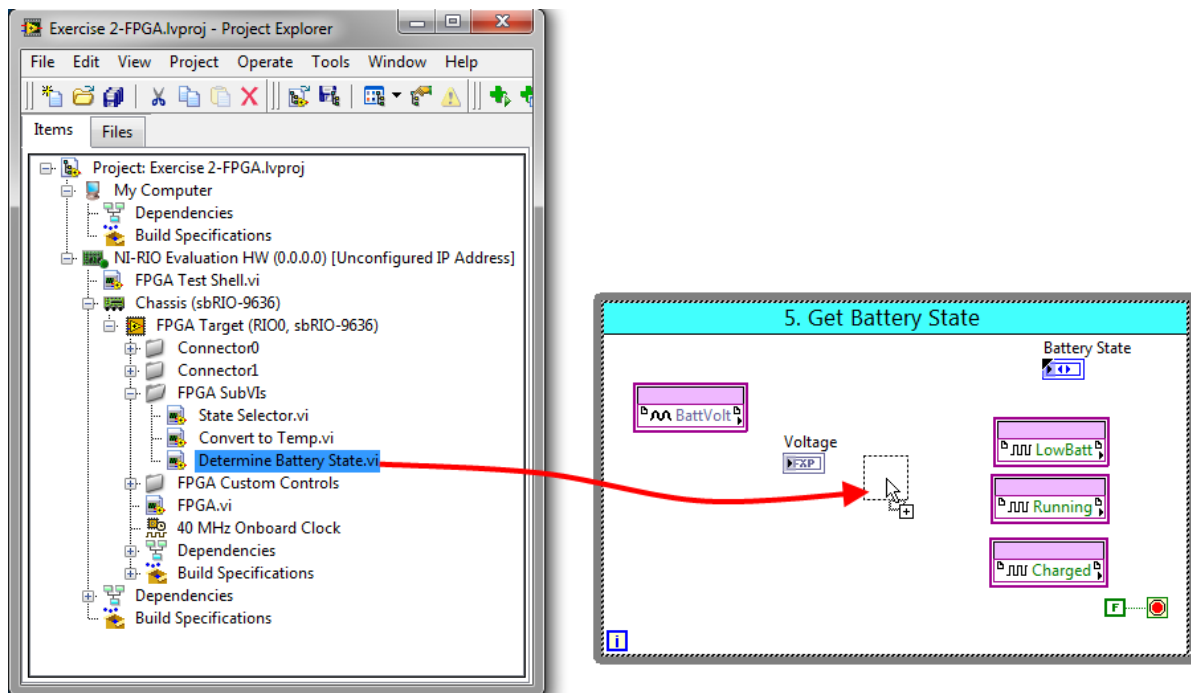 Exercise 2-FPGA.lvproj - Project Explorer
File Edit View Project Operate Tools Window Help
Items Files
Project: Exercise 2-FPGA.lvproj
My Computer
Dependencies
Build Specifications
NI-RIO Evaluation HW (0.0.0.0) [Unconfigured IP Address]
FPGA Test Shell.vi
Chassis (sbRIO-9636)
FPGA Target (RIO0, sbRIO-9636)
Connector0
Connector1
FPGA SubVIs
State Selector.vi
Convert to Temp.vi
Determine Battery State.vi
FPGA Custom Controls
FPGA.vi
40 MHz Onboard Clock
Dependencies
Build Specifications
Dependencies
Build Specifications
5. Get Battery State
Battery State
BattVolt
Voltage
FXP
LowBatt
Running
Charged
F
i